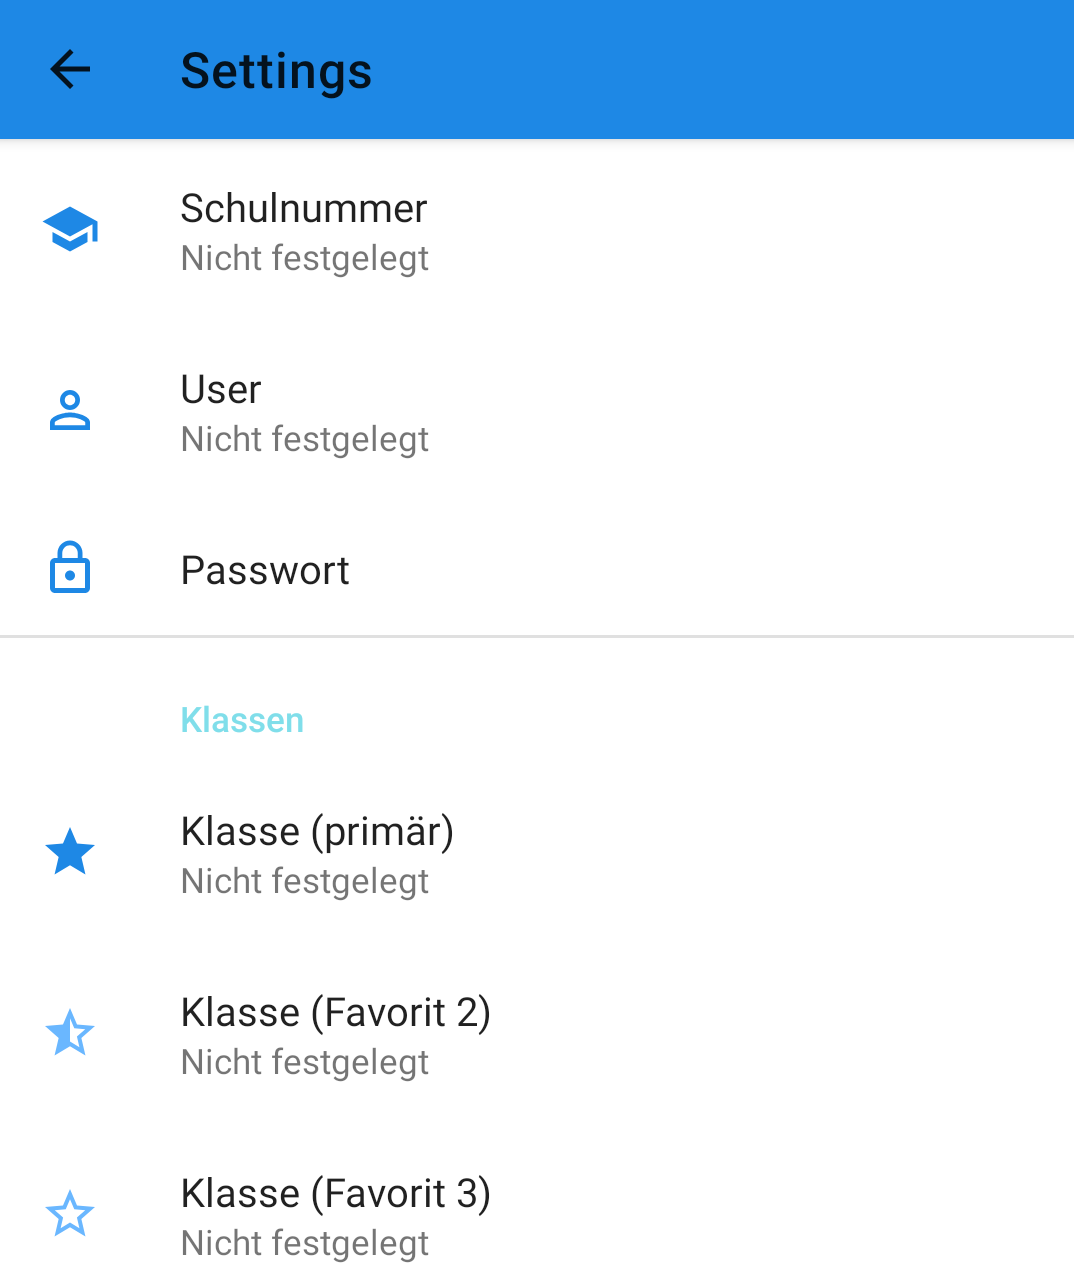 Settings
Schulnummer
Nicht festgelegt
User
Nicht festgelegt
Passwort
Klassen
Klasse (primär)
Nicht festgelegt
Klasse (Favorit 2)
Nicht festgelegt
Klasse (Favorit 3)
Nicht festgelegt